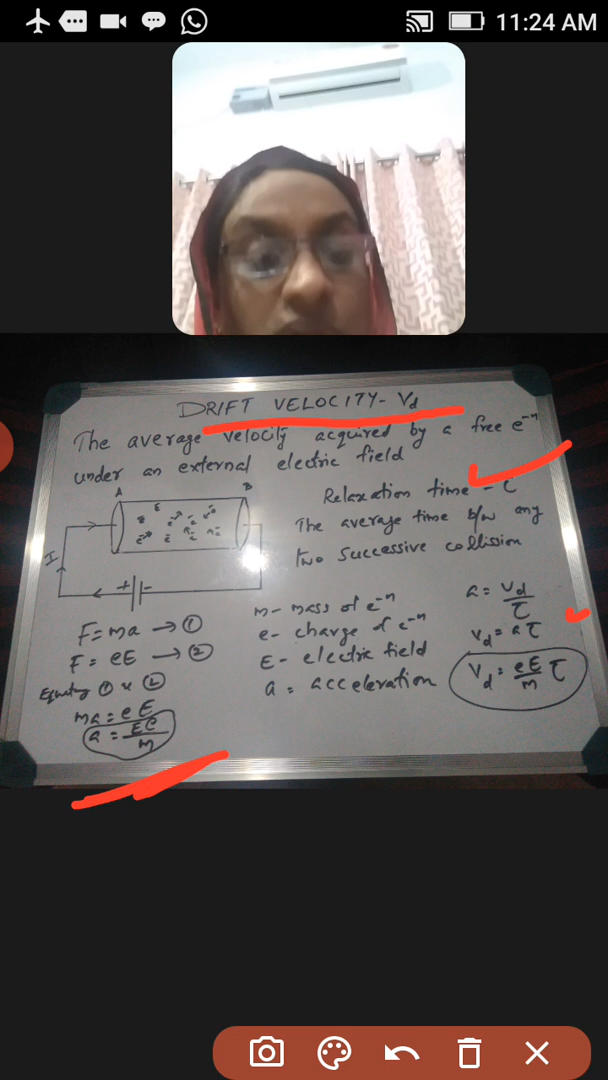 11:24 AM
DRIFT VELOCITY - Vd
The average velocity acquired by a free e⁻ⁿ
under an external electric field
A B
Relaxation time - τ
The average time b/w any
two successive collission
I
+ -
F = ma → ①
F = eE → ②
Equating ① & ②
ma = eE
a = Ee/m
m - mass of e⁻ⁿ
e - charge of e⁻ⁿ
E - electric field
a = acceleration
a = Vd/τ
Vd = aτ
Vd = eE/m τ